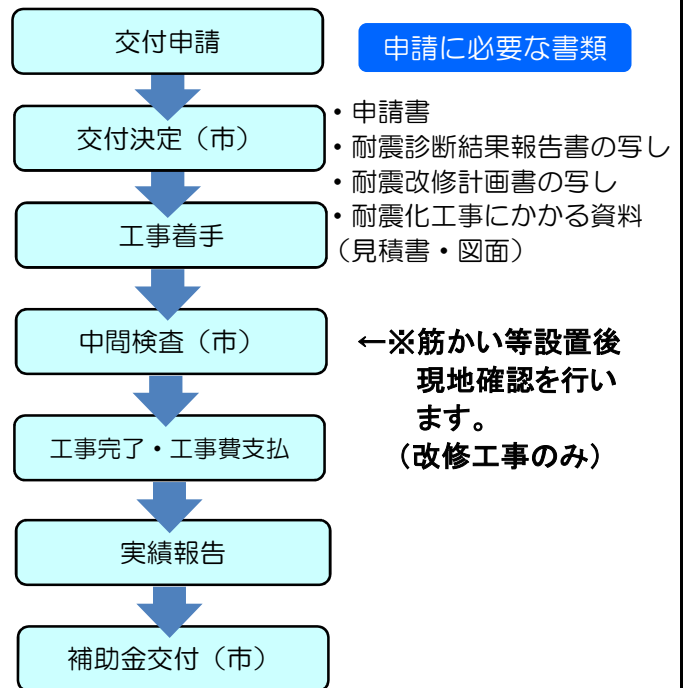 交付申請
申請に必要な書類
交付決定（市）
・申請書
・耐震診断結果報告書の写し
・耐震改修計画書の写し
・耐震化工事にかかる資料
（見積書・図面）
工事着手
中間検査（市）
←※筋かい等設置後
現地確認を行い
ます。
（改修工事のみ）
工事完了・工事費支払
実績報告
補助金交付（市）